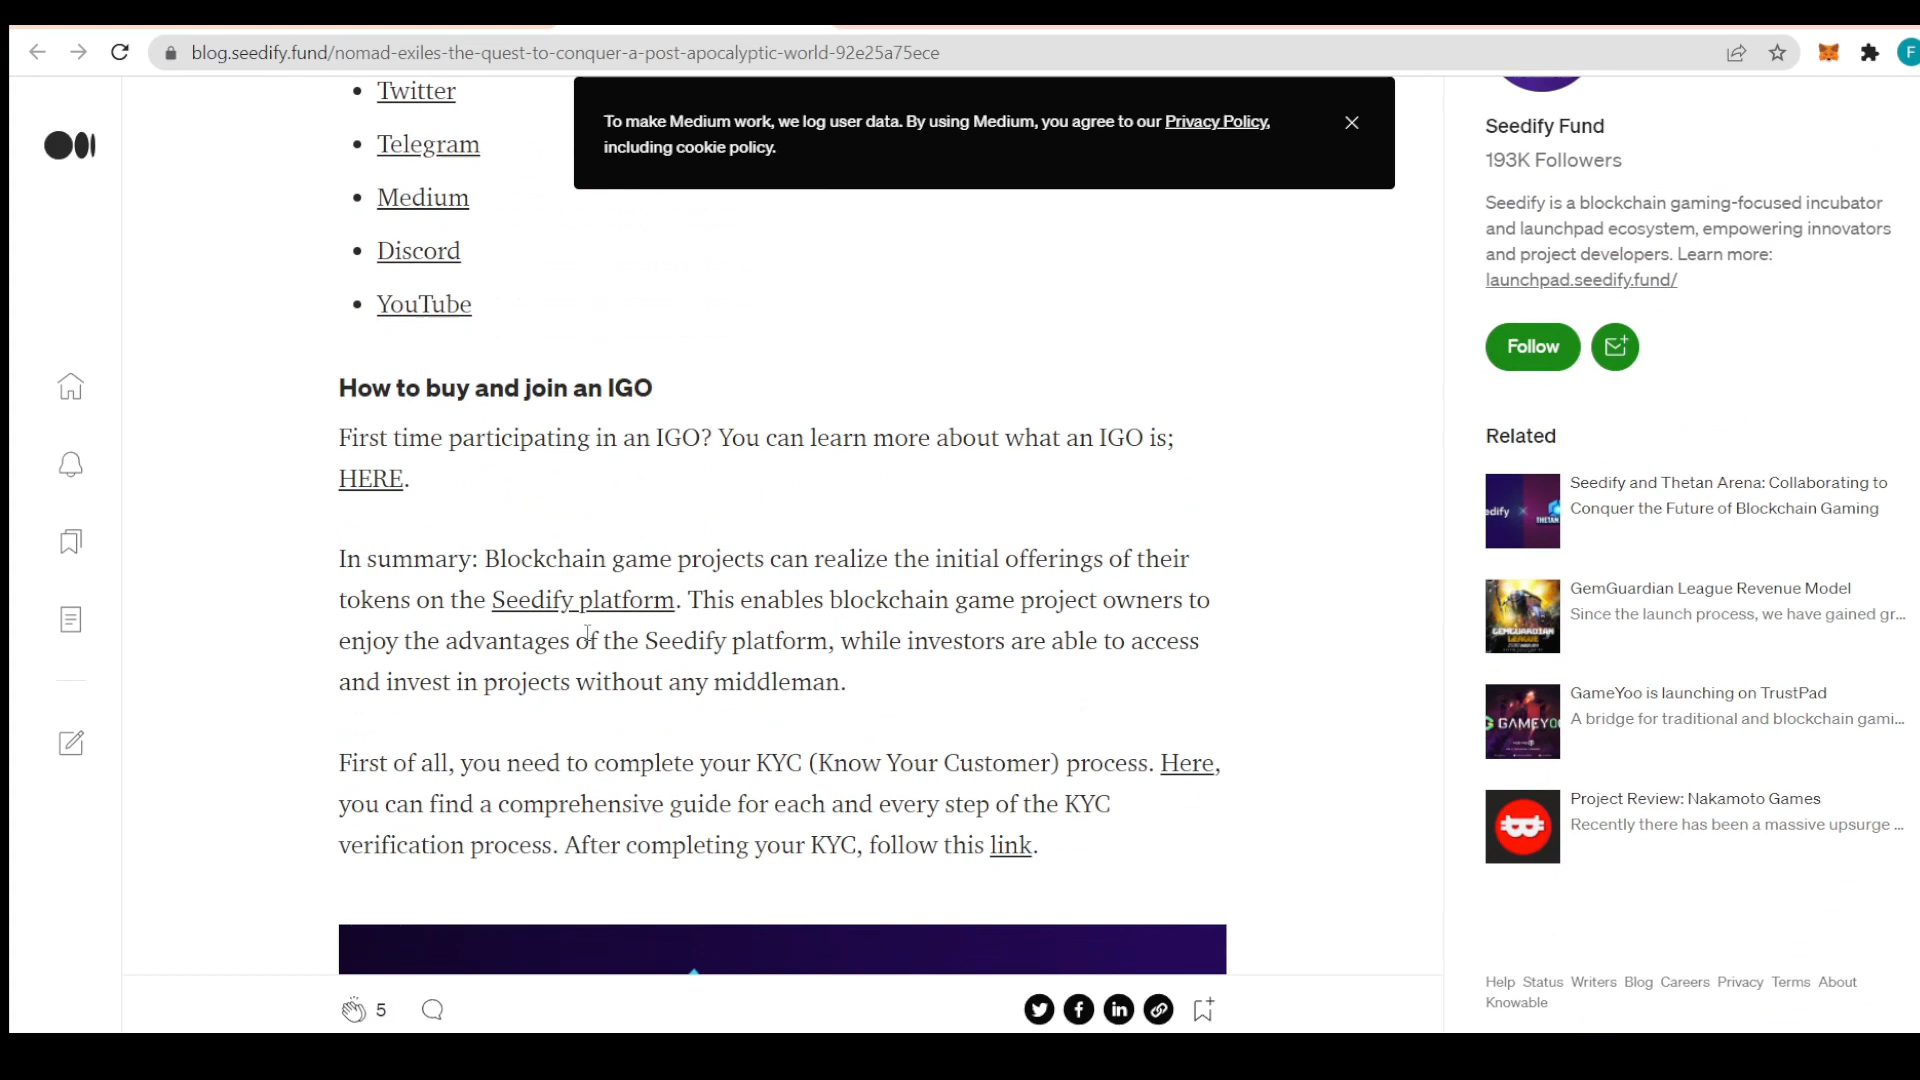 blog.seedify.fund/nomad-exiles-the-quest-to-conquer-a-post-apocalyptic-world-92e25a75ece
F
Twitter
Telegram
Medium
Discord
YouTube
To make Medium work, we log user data. By using Medium, you agree to our Privacy Policy,
including cookie policy.
How to buy and join an IGO
First time participating in an IGO? You can learn more about what an IGO is;
HERE.
In summary: Blockchain game projects can realize the initial offerings of their
tokens on the Seedify platform. This enables blockchain game project owners to
enjoy the advantages of the Seedify platform, while investors are able to access
and invest in projects without any middleman.
First of all, you need to complete your KYC (Know Your Customer) process. Here,
you can find a comprehensive guide for each and every step of the KYC
verification process. After completing your KYC, follow this link.
5
Seedify Fund
193K Followers
Seedify is a blockchain gaming-focused incubator
and launchpad ecosystem, empowering innovators
and project developers. Learn more:
launchpad.seedify.fund/
Follow
Related
edify
THETAN
Seedify and Thetan Arena: Collaborating to
Conquer the Future of Blockchain Gaming
GEMGUARDIAN
LEAGUE
GemGuardian League Revenue Model
Since the launch process, we have gained gr...
GAMEYO
GameYoo is launching on TrustPad
A bridge for traditional and blockchain gami...
Project Review: Nakamoto Games
Recently there has been a massive upsurge ...
Help Status Writers Blog Careers Privacy Terms About
Knowable